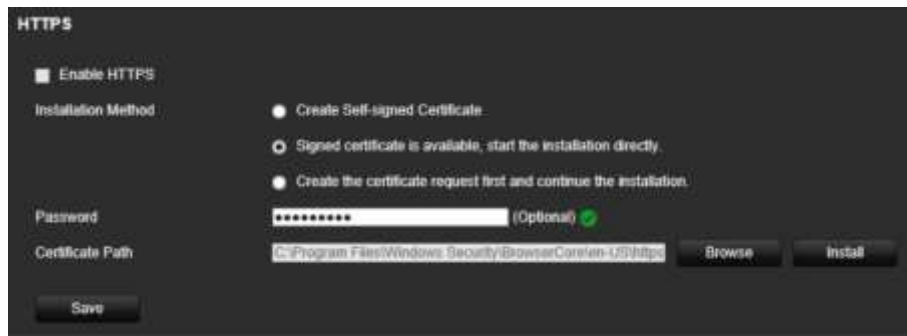 HTTPS
Enable HTTPS
Installation Method
Create Self-signed Certificate
Signed certificate is available, start the installation directly.
Create the certificate request first and continue the installation.
Password ●●●●●●●●● (Optional)
Certificate Path C:\Program Files\Windows Security\BrowserCore\en-US\https Browse Install
Save